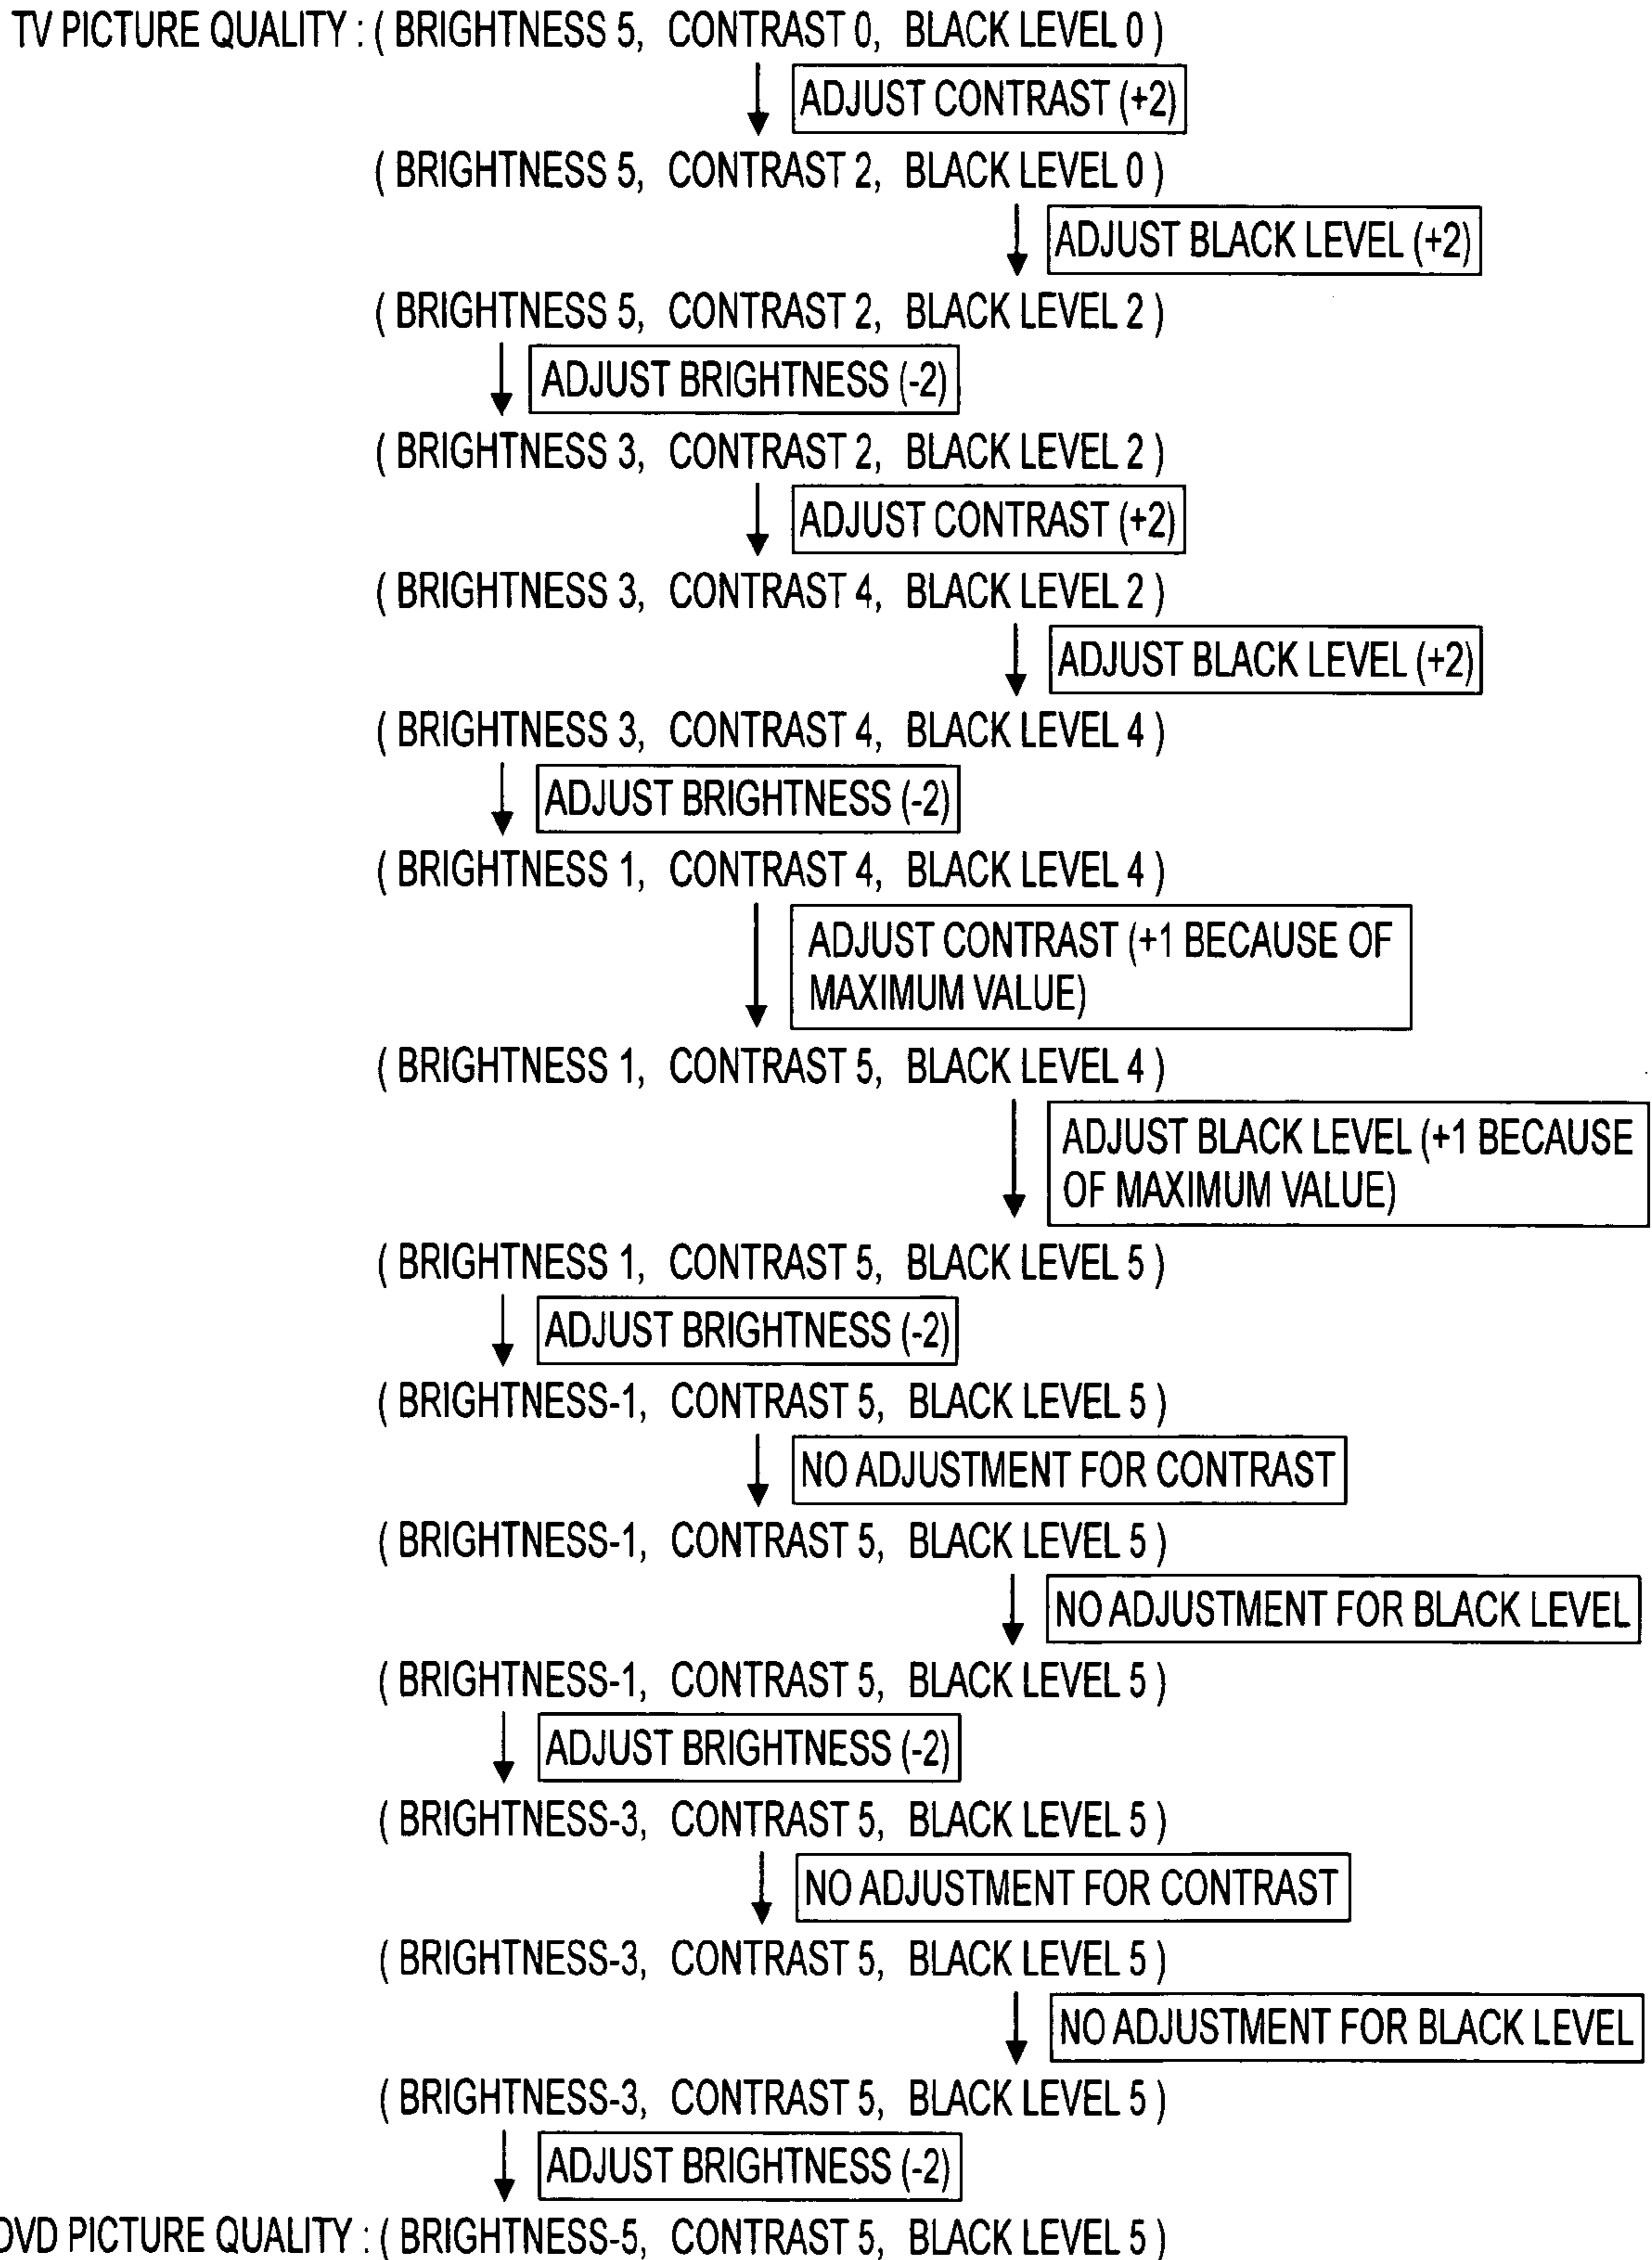 TV PICTURE QUALITY : ( BRIGHTNESS 5, CONTRAST 0, BLACK LEVEL 0 )
ADJUST CONTRAST (+2)
( BRIGHTNESS 5, CONTRAST 2, BLACK LEVEL 0 )
ADJUST BLACK LEVEL (+2)
( BRIGHTNESS 5, CONTRAST 2, BLACK LEVEL 2 )
ADJUST BRIGHTNESS (-2)
( BRIGHTNESS 3, CONTRAST 2, BLACK LEVEL 2 )
ADJUST CONTRAST (+2)
( BRIGHTNESS 3, CONTRAST 4, BLACK LEVEL 2 )
ADJUST BLACK LEVEL (+2)
( BRIGHTNESS 3, CONTRAST 4, BLACK LEVEL 4 )
ADJUST BRIGHTNESS (-2)
( BRIGHTNESS 1, CONTRAST 4, BLACK LEVEL 4 )
ADJUST CONTRAST (+1 BECAUSE OF
MAXIMUM VALUE)
( BRIGHTNESS 1, CONTRAST 5, BLACK LEVEL 4 )
ADJUST BLACK LEVEL (+1 BECAUSE
OF MAXIMUM VALUE)
( BRIGHTNESS 1, CONTRAST 5, BLACK LEVEL 5 )
ADJUST BRIGHTNESS (-2)
( BRIGHTNESS-1, CONTRAST 5, BLACK LEVEL 5 )
NO ADJUSTMENT FOR CONTRAST
( BRIGHTNESS-1, CONTRAST 5, BLACK LEVEL 5 )
NO ADJUSTMENT FOR BLACK LEVEL
( BRIGHTNESS-1, CONTRAST 5, BLACK LEVEL 5 )
ADJUST BRIGHTNESS (-2)
( BRIGHTNESS-3, CONTRAST 5, BLACK LEVEL 5 )
NO ADJUSTMENT FOR CONTRAST
( BRIGHTNESS-3, CONTRAST 5, BLACK LEVEL 5 )
NO ADJUSTMENT FOR BLACK LEVEL
( BRIGHTNESS-3, CONTRAST 5, BLACK LEVEL 5 )
ADJUST BRIGHTNESS (-2)
DVD PICTURE QUALITY : ( BRIGHTNESS-5, CONTRAST 5, BLACK LEVEL 5 )